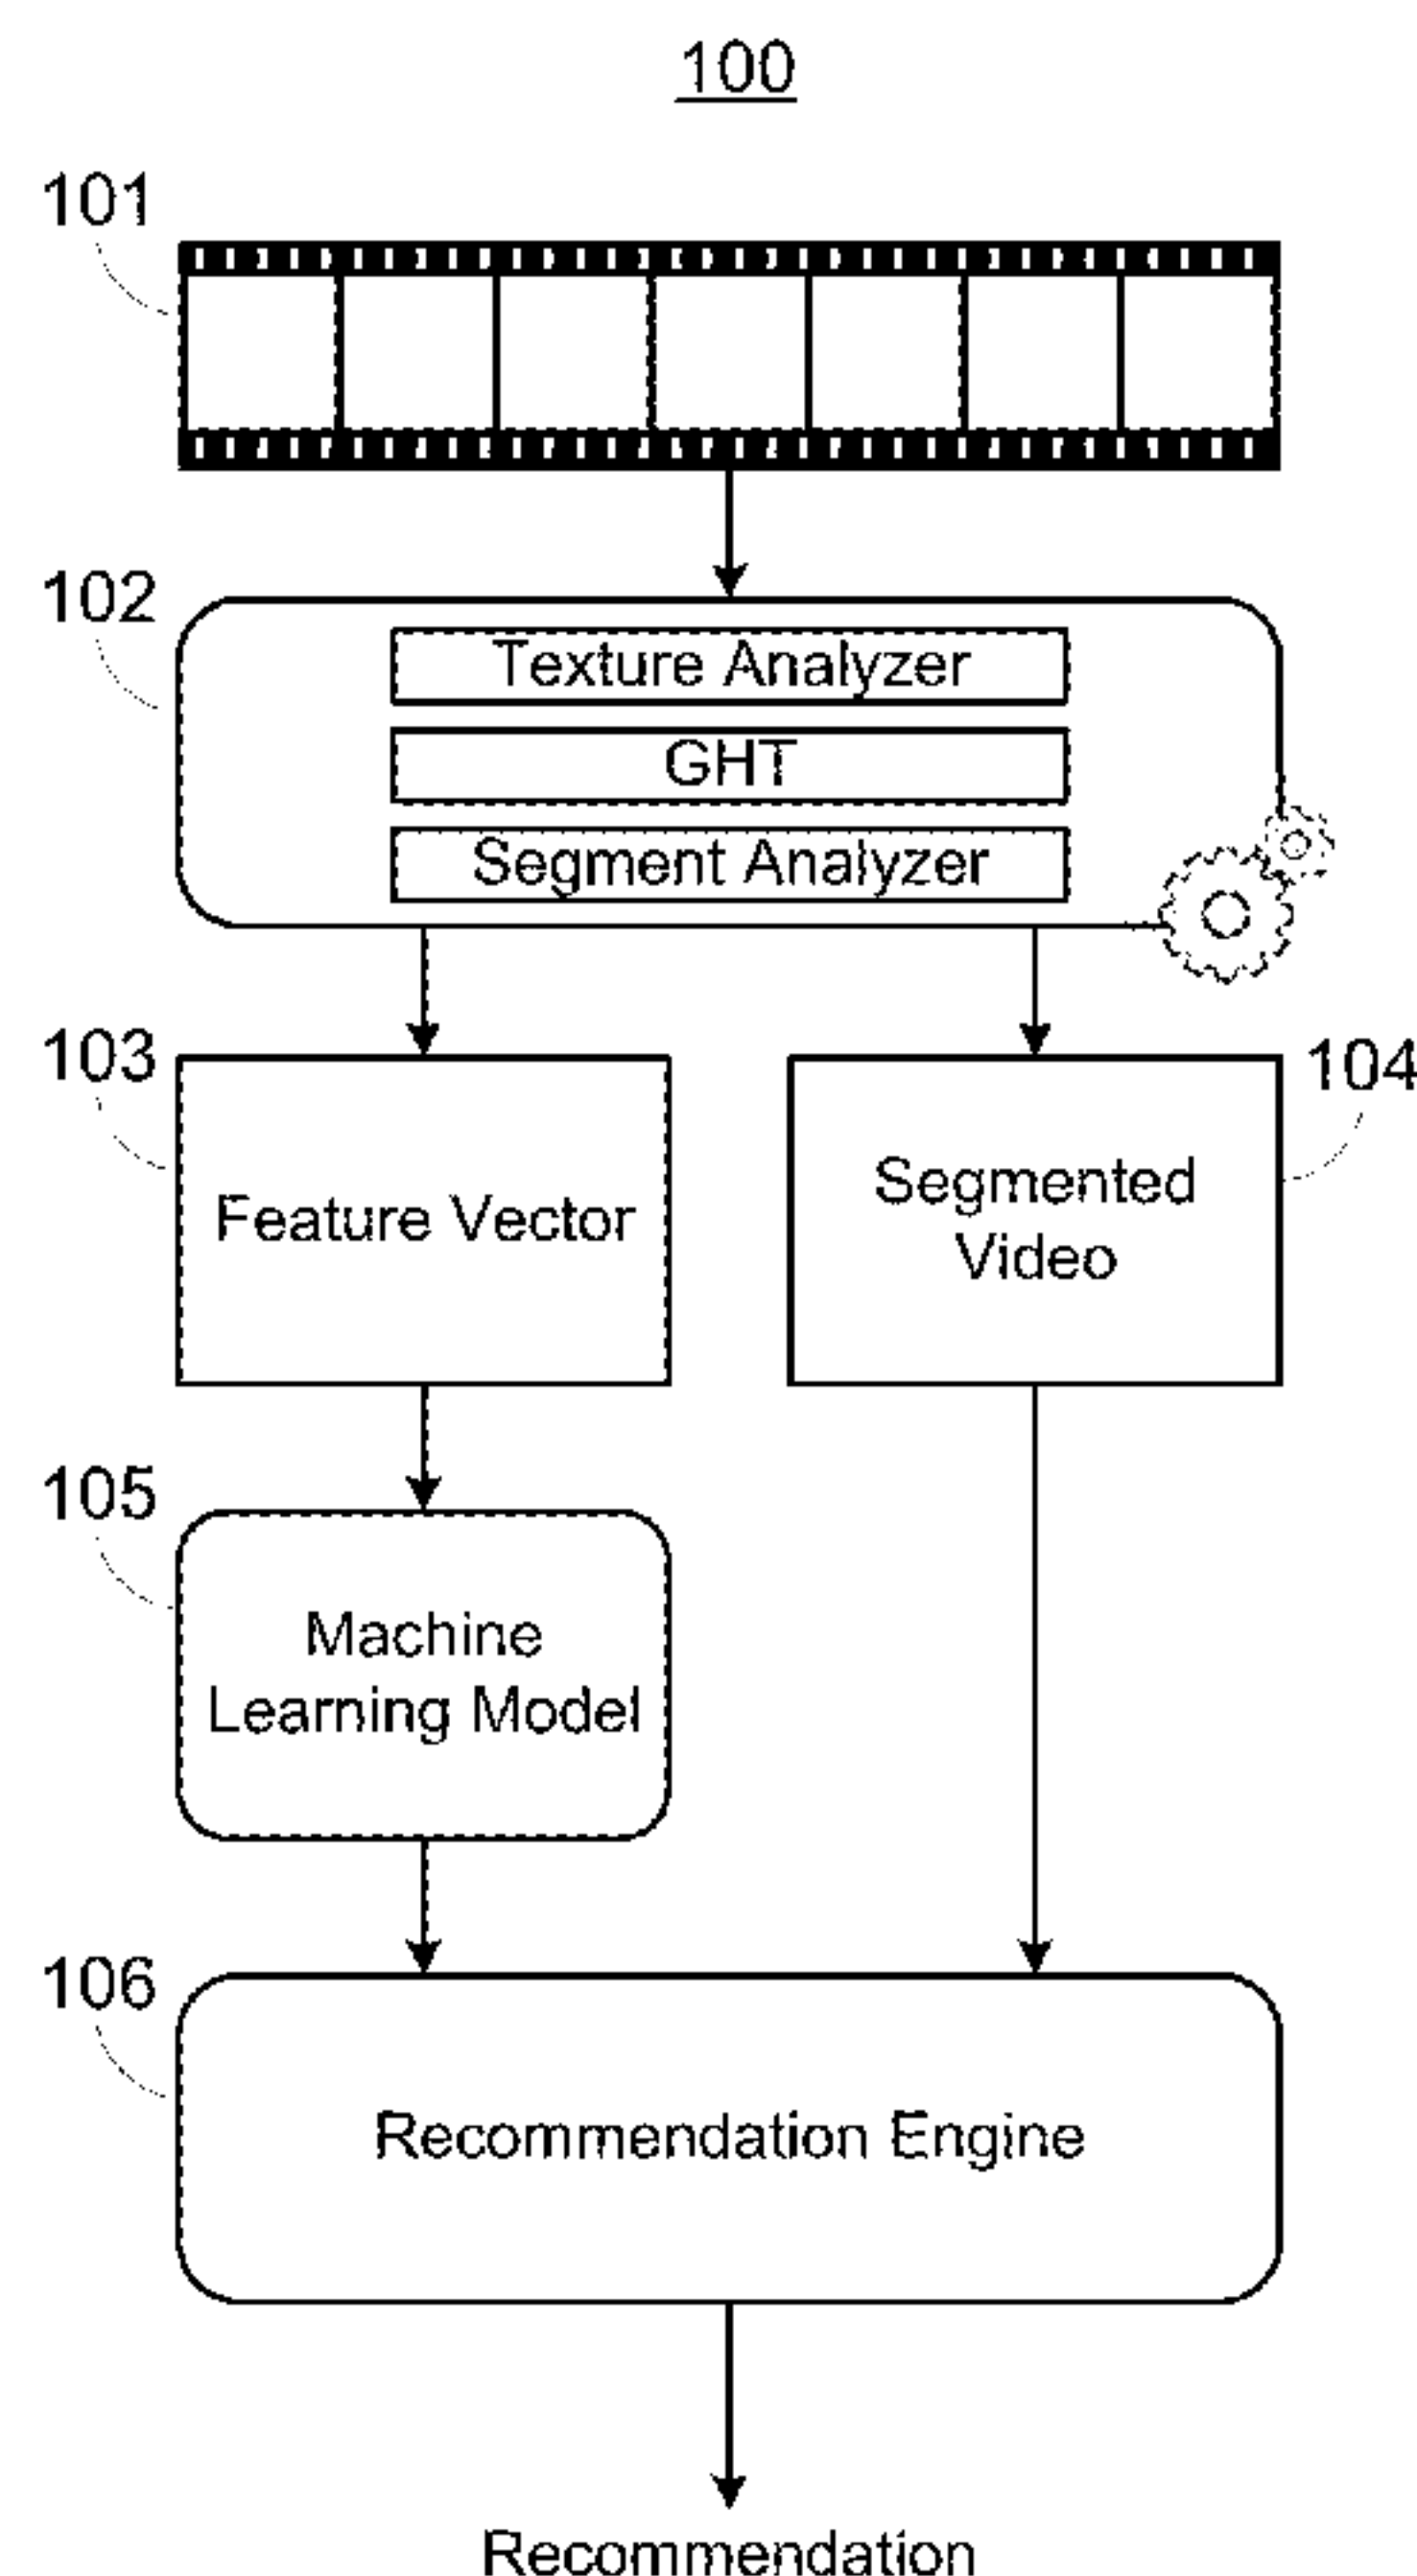 100
101
102
Texture Analyzer
GHT
Segment Analyzer
103
104
Feature Vector
Segmented
Video
105
Machine
Learning Model
106
Recommendation Engine
Recommendation